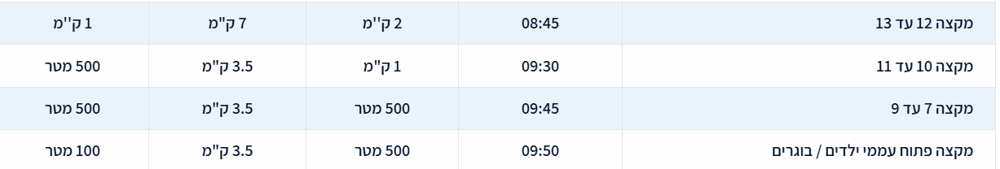 מקצה 12 עד 13 08:45 2 ק''מ 7 ק"מ 1 ק''מ
מקצה 10 עד 11 09:30 1 ק"מ 3.5 ק"מ 500 מטר
מקצה 7 עד 9 09:45 500 מטר 3.5 ק"מ 500 מטר
מקצה פתוח עממי ילדים / בוגרים 09:50 500 מטר 3.5 ק"מ 100 מטר